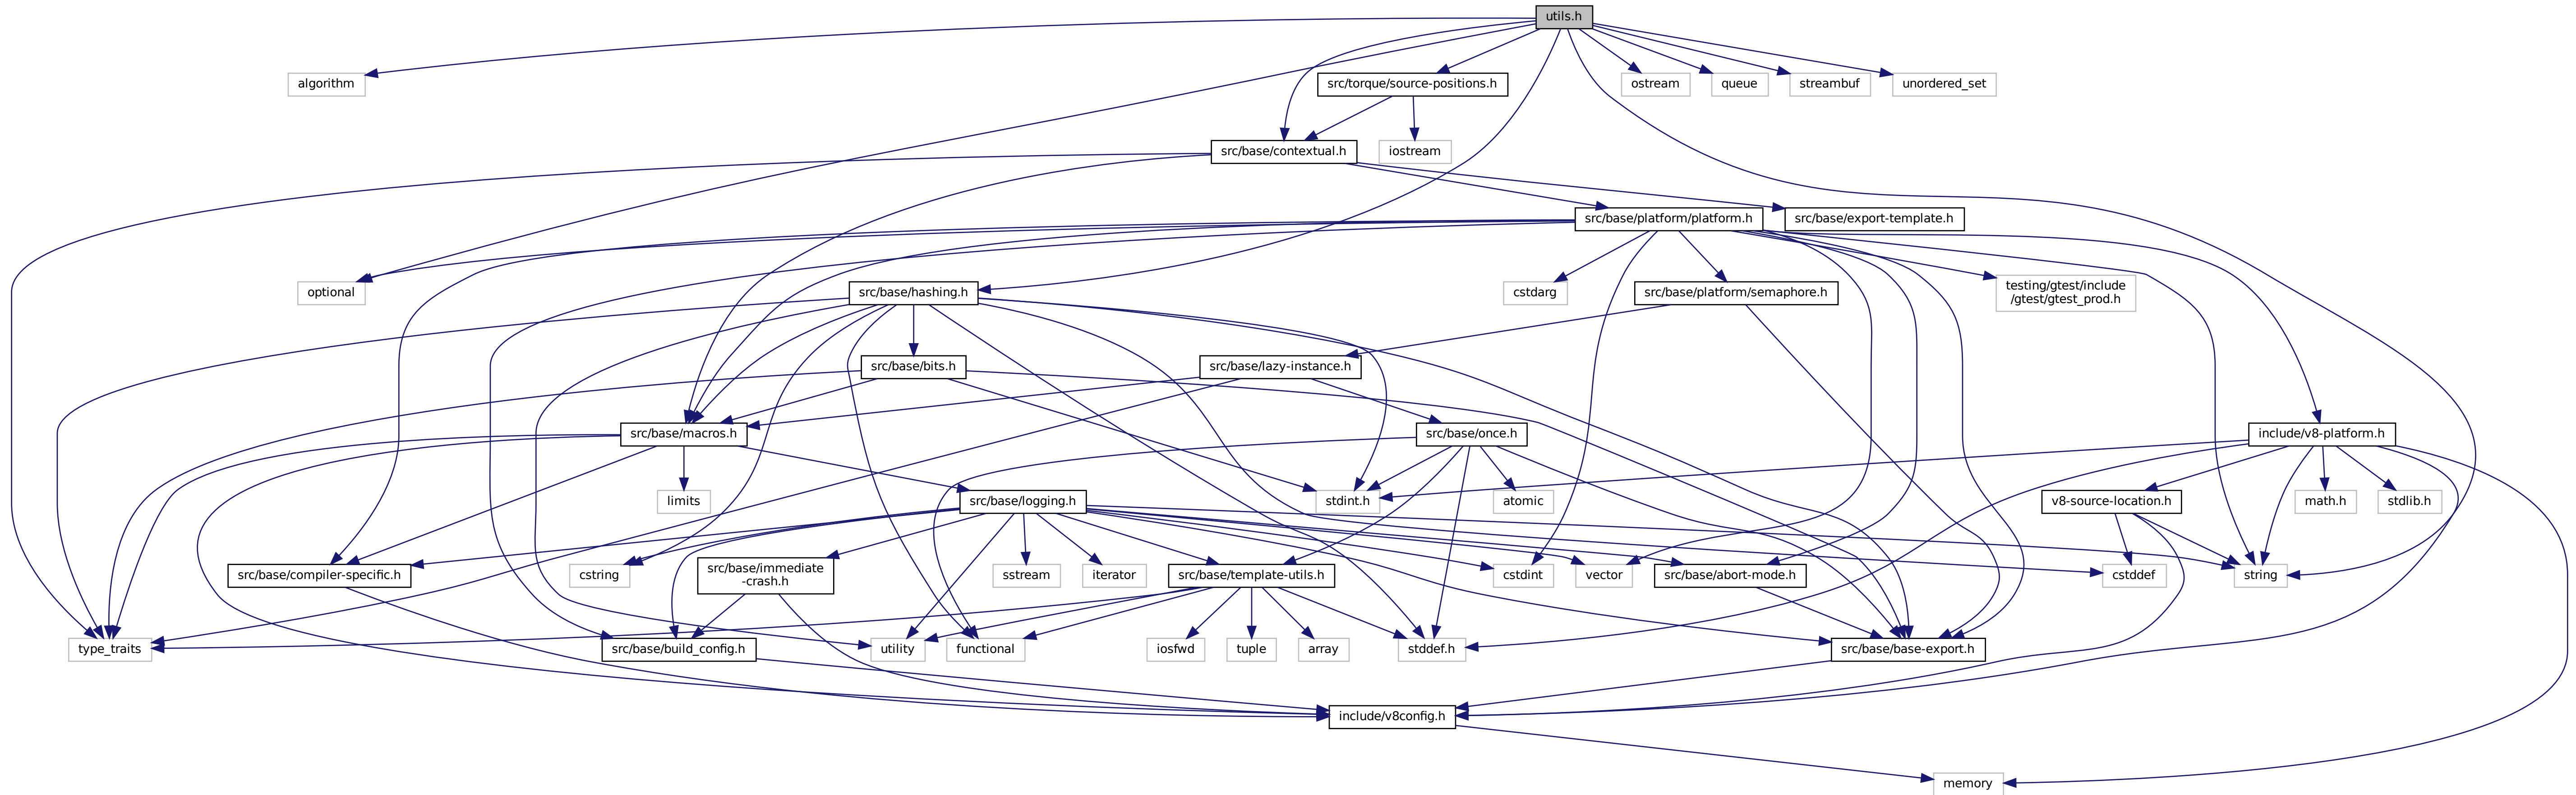 utils.h
algorithm
src/torque/source-positions.h
ostream
queue
streambuf
unordered_set
src/base/contextual.h
iostream
src/base/platform/platform.h
src/base/export-template.h
optional
src/base/hashing.h
cstdarg
src/base/platform/semaphore.h
testing/gtest/include
/gtest/gtest_prod.h
src/base/bits.h
src/base/lazy-instance.h
src/base/macros.h
src/base/once.h
include/v8-platform.h
limits
src/base/logging.h
stdint.h
atomic
v8-source-location.h
math.h
stdlib.h
src/base/compiler-specific.h
cstring
src/base/immediate
-crash.h
sstream
iterator
src/base/template-utils.h
cstdint
vector
src/base/abort-mode.h
cstddef
string
type_traits
src/base/build_config.h
utility
functional
iosfwd
tuple
array
stddef.h
src/base/base-export.h
include/v8config.h
memory